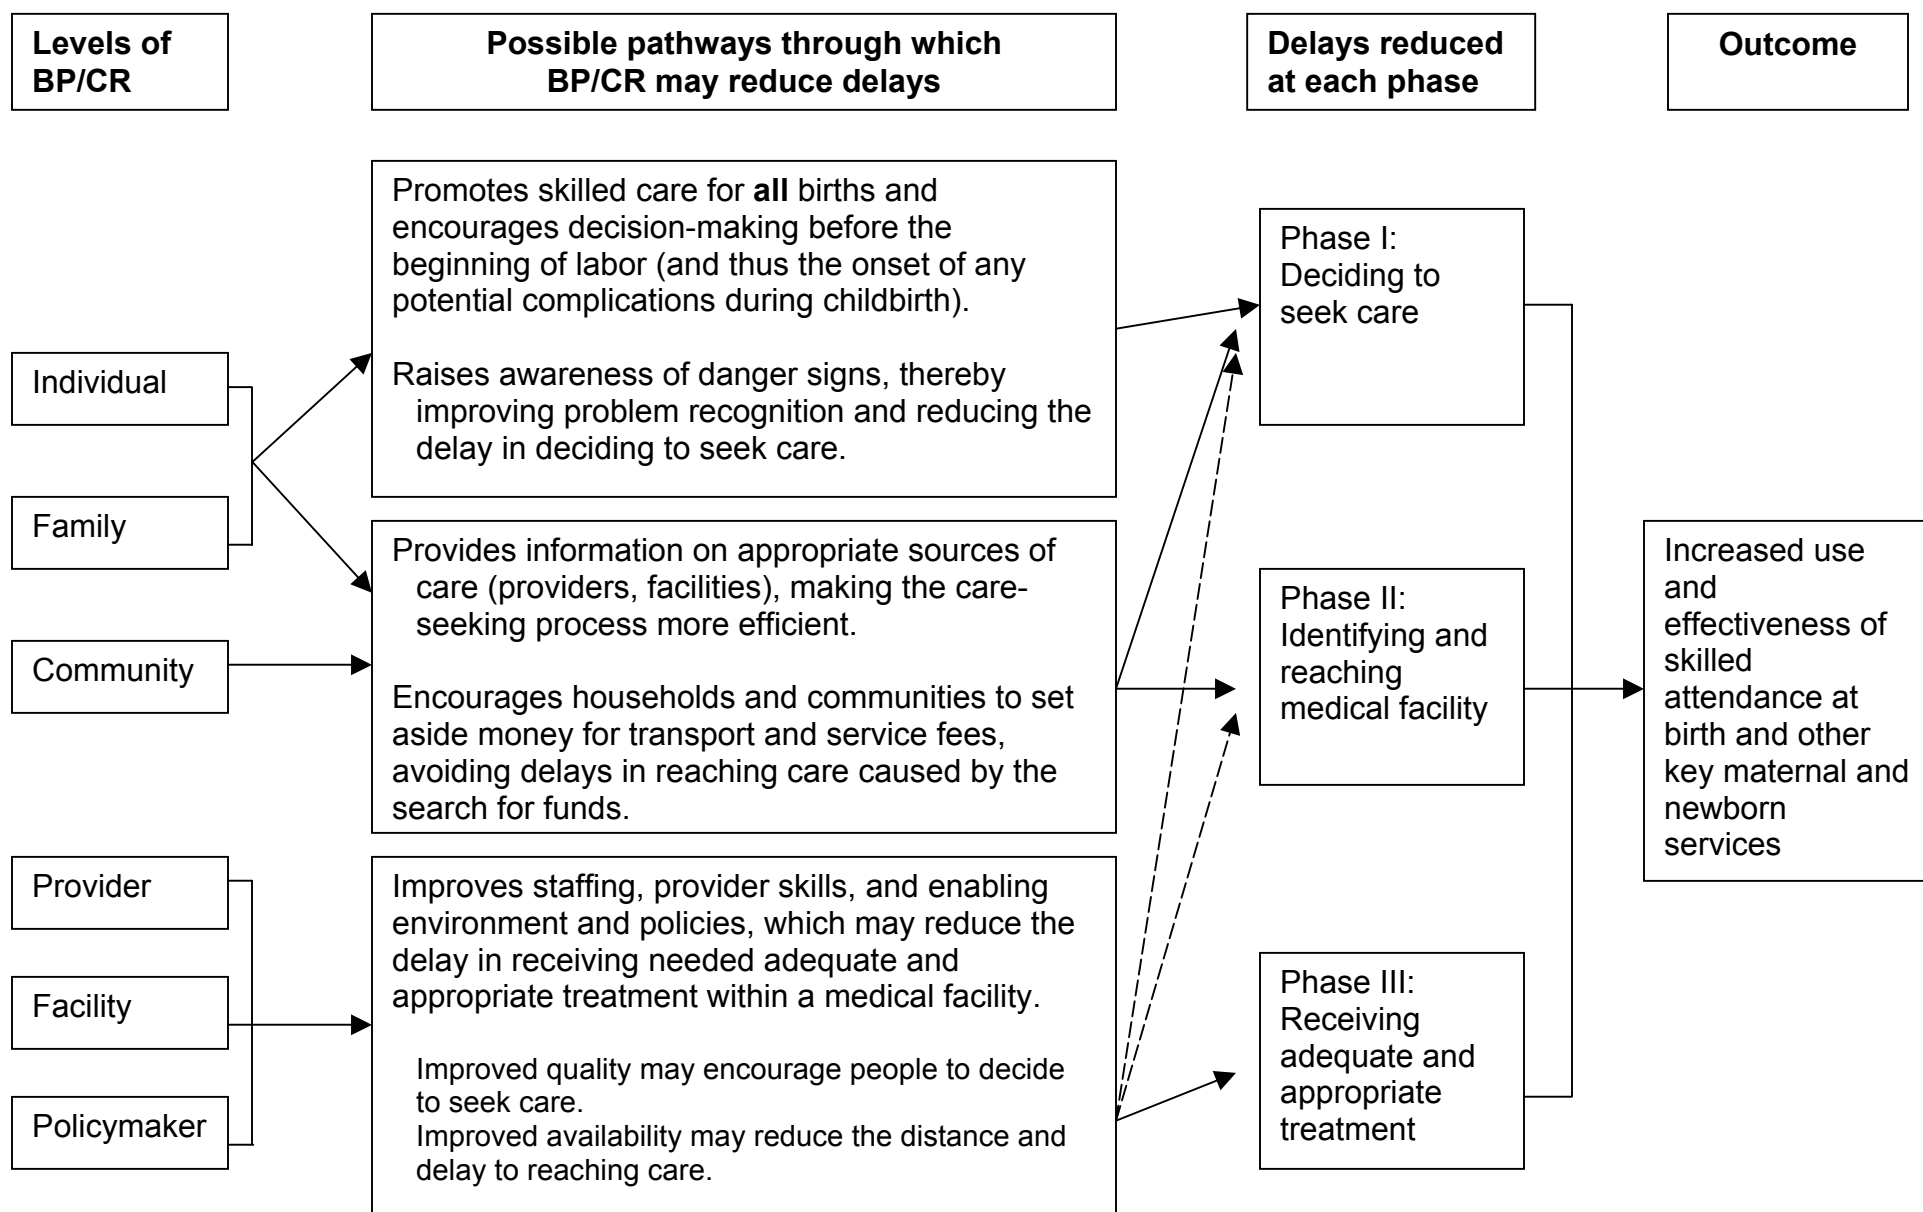 Levels of
BP/CR
Possible pathways through which
BP/CR may reduce delays
Delays reduced
at each phase
Outcome
Individual
Family
Community
Provider
Facility
Policymaker
Promotes skilled care for all births and
encourages decision-making before the
beginning of labor (and thus the onset of any
potential complications during childbirth).
Raises awareness of danger signs, thereby
improving problem recognition and reducing the
delay in deciding to seek care.
Provides information on appropriate sources of
care (providers, facilities), making the care-
seeking process more efficient.
Encourages households and communities to set
aside money for transport and service fees,
avoiding delays in reaching care caused by the
search for funds.
Improves staffing, provider skills, and enabling
environment and policies, which may reduce the
delay in receiving needed adequate and
appropriate treatment within a medical facility.
Improved quality may encourage people to decide
to seek care.
Improved availability may reduce the distance and
delay to reaching care.
Phase I:
Deciding to
seek care
Phase II:
Identifying and
reaching
medical facility
Phase III:
Receiving
adequate and
appropriate
treatment
Increased use
and
effectiveness of
skilled
attendance at
birth and other
key maternal and
newborn
services